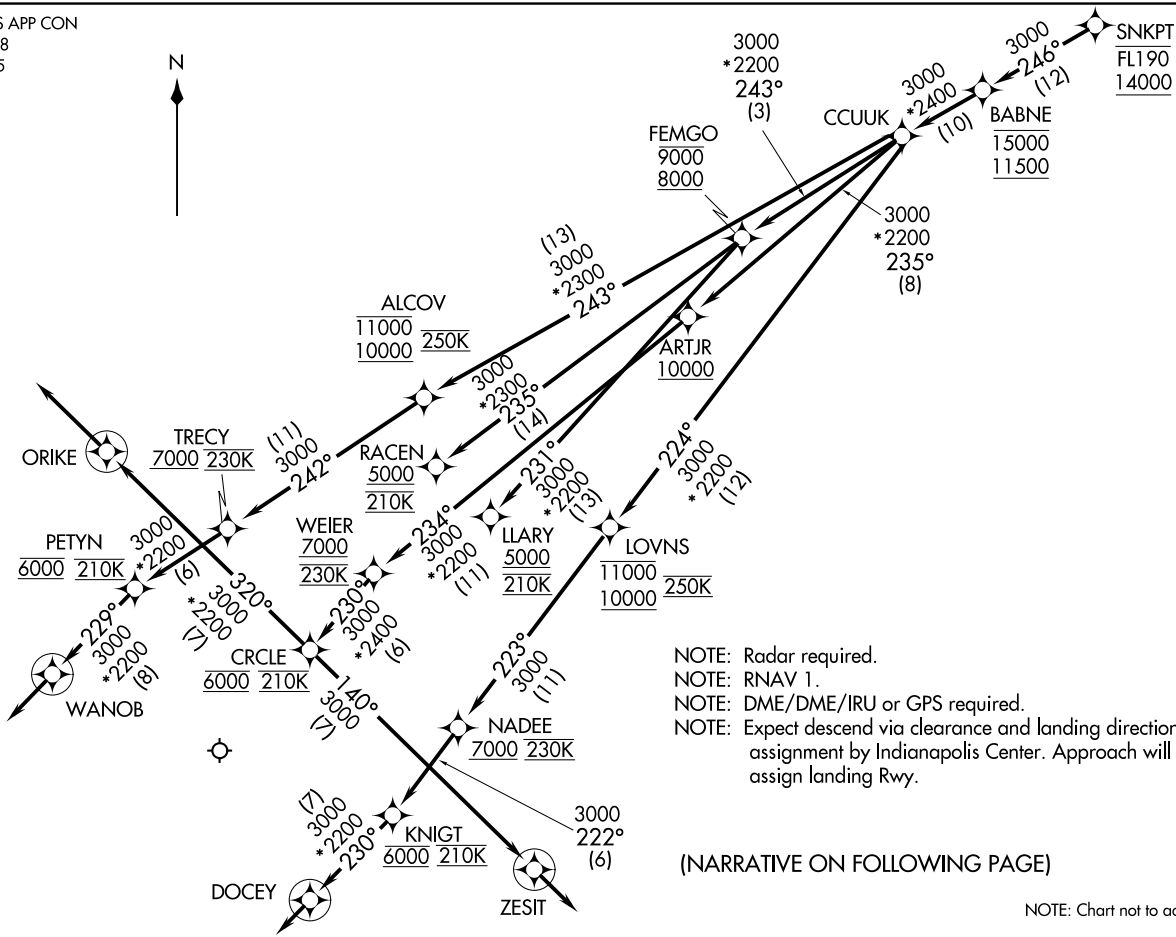 S APP CON
8
5
N
SNKPT
FL190
14000
3000
246°
(12)
BABNE
15000
11500
3000
*2400
(10)
CCUUK
3000
*2200
243°
(3)
FEMGO
9000
8000
3000
*2200
235°
(8)
(13)
3000
*2300
243°
ALCOV
11000
10000
250K
ARTJR
10000
3000
*2300
235°
(14)
TRECY
7000 230K
(11)
3000
242°
RACEN
5000
210K
ORIKE
224°
3000
*2200
(12)
231°
3000
*2200
(13)
LLARY
5000
210K
LOVNS
11000
10000
250K
WEIER
7000
230K
234°
3000
*2200
(11)
PETYN
6000 210K
3000
*2200
(6)
320°
3000
*2200
(7)
230°
3000
*2400
(6)
229°
3000
*2200
(8)
WANOB
CRCLE
6000 210K
140°
3000
(7)
223°
3000
(11)
NADEE
7000 230K
3000
222°
(6)
(7)
3000
*2200
230°
KNIGT
6000 210K
DOCEY
ZESIT
NOTE: Radar required.
NOTE: RNAV 1.
NOTE: DME/DME/IRU or GPS required.
NOTE: Expect descend via clearance and landing direction
assignment by Indianapolis Center. Approach will
assign landing Rwy.
(NARRATIVE ON FOLLOWING PAGE)
NOTE: Chart not to